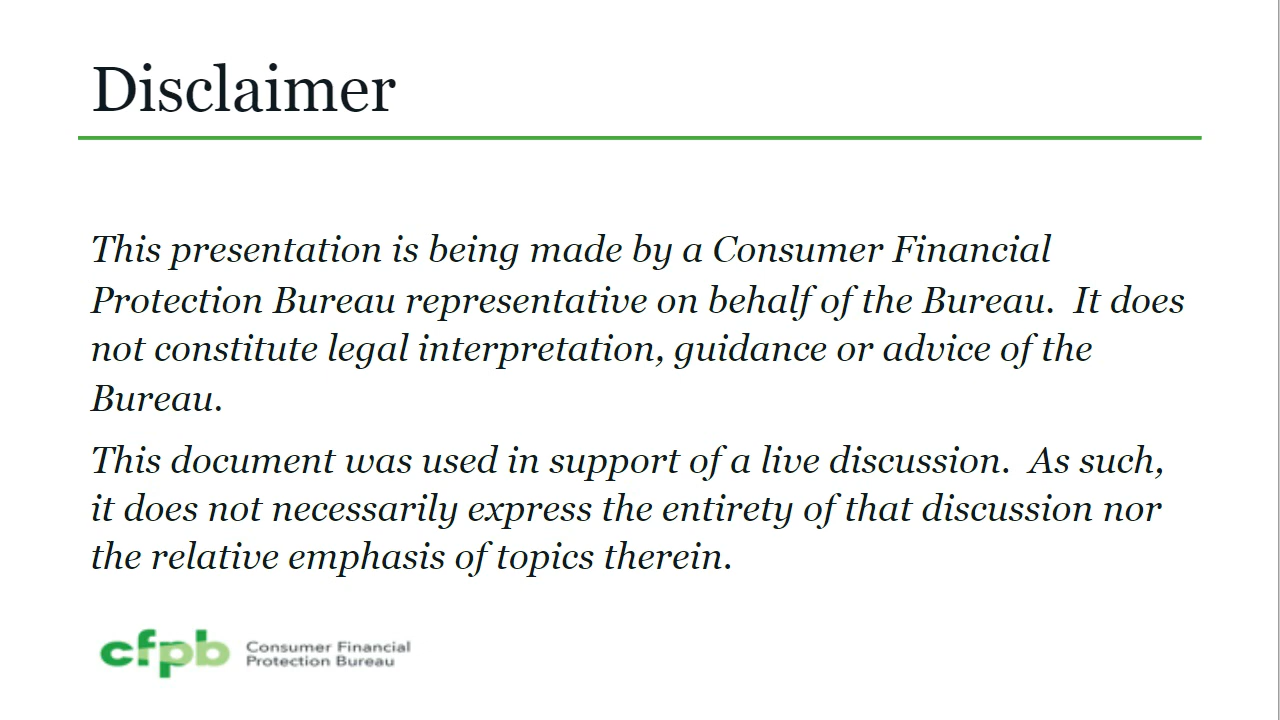 Disclaimer
This presentation is being made by a Consumer Financial
Protection Bureau representative on behalf of the Bureau.  It does
not constitute legal interpretation, guidance or advice of the
Bureau.
This document was used in support of a live discussion.  As such,
it does not necessarily express the entirety of that discussion nor
the relative emphasis of topics therein.
cfpb
Consumer Financial
Protection Bureau